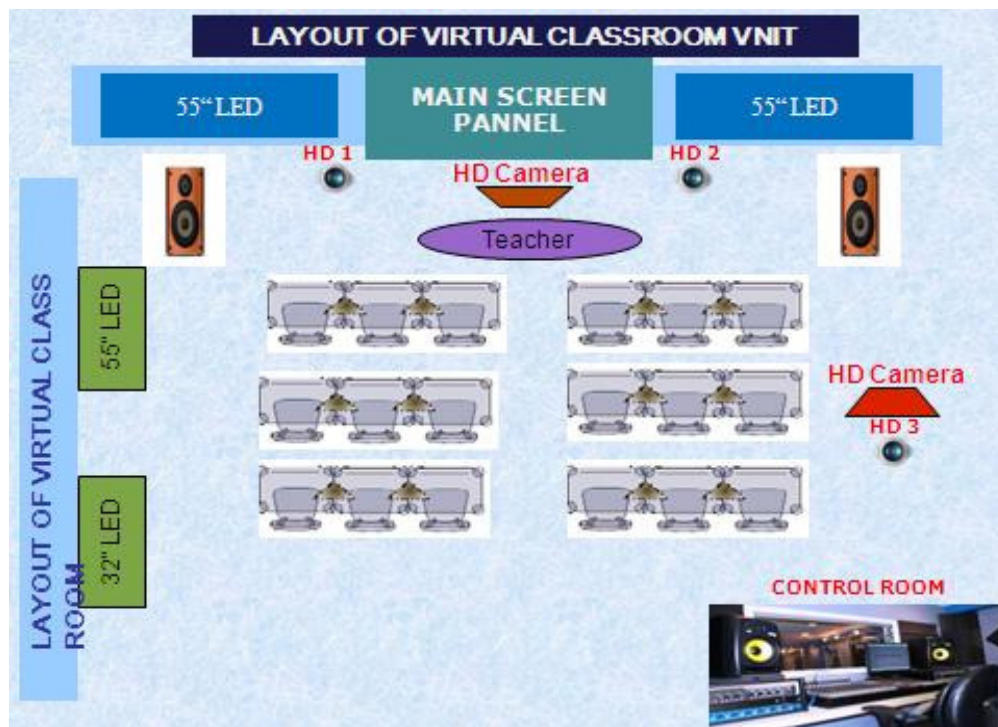 LAYOUT OF VIRTUAL CLASSROOM VNIT
55“ LED
MAIN SCREEN
PANNEL
55“ LED
HD 1
HD 2
HD Camera
Teacher
LAYOUT OF VIRTUAL CLASS
ROOM
55" LED
32" LED
HD Camera
HD 3
CONTROL ROOM